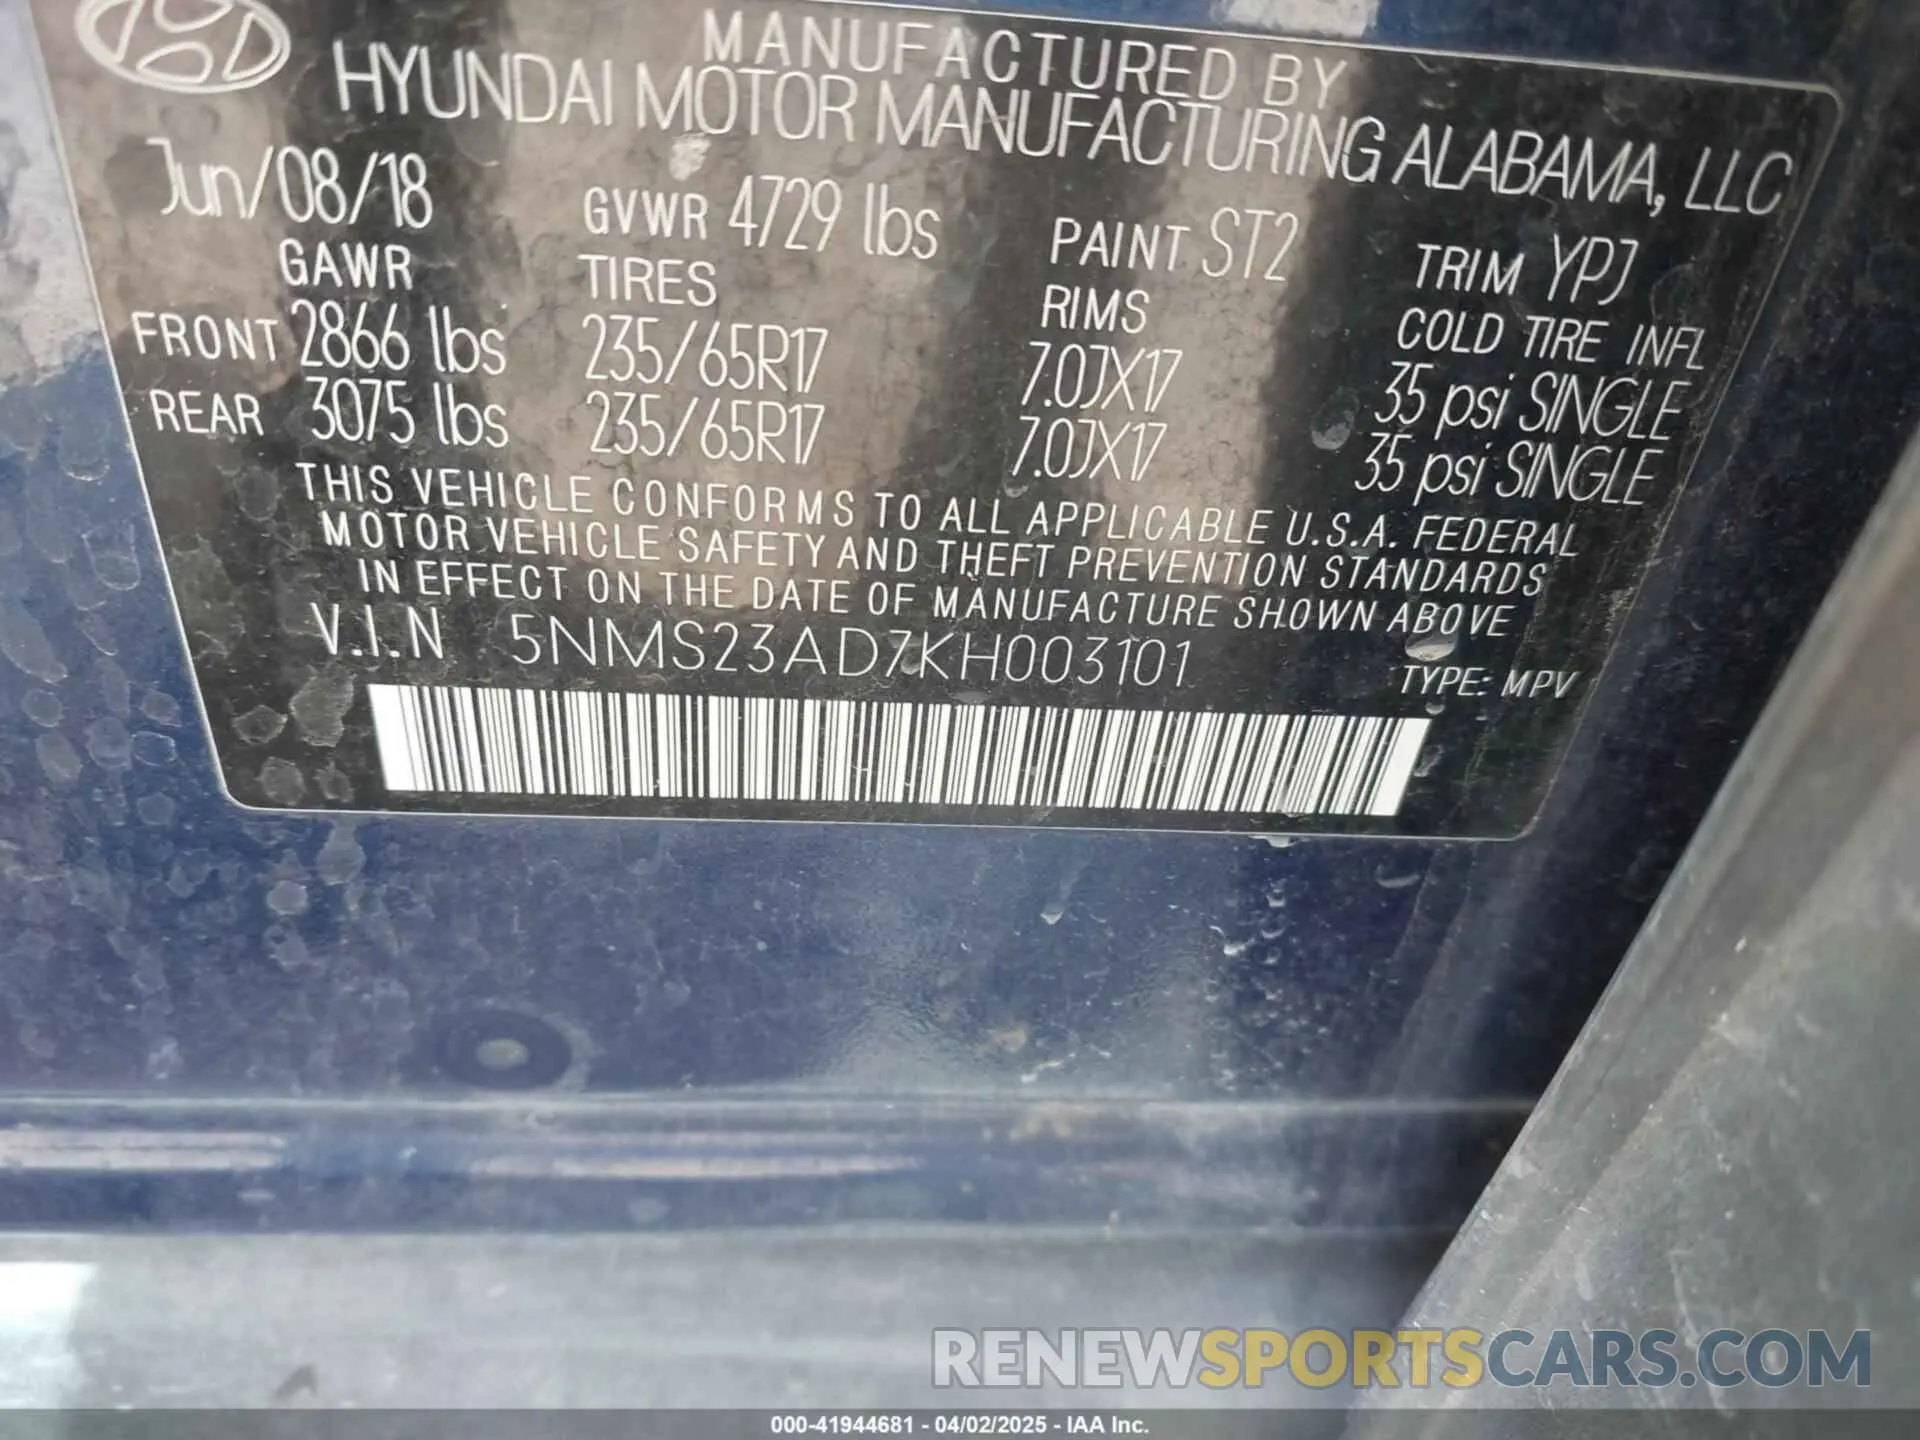 MANUFACTURED BY
HYUNDAI MOTOR MANUFACTURING ALABAMA, LLC
Jun/08/18 GVWR 4729 lbs PAINT ST2 TRIM YPJ
GAWR TIRES RIMS COLD TIRE INFL
FRONT 2866 lbs 235/65R17 7.0JX17 35 psi SINGLE
REAR 3075 lbs 235/65R17 7.0JX17 35 psi SINGLE
THIS VEHICLE CONFORMS TO ALL APPLICABLE U.S.A. FEDERAL
MOTOR VEHICLE SAFETY AND THEFT PREVENTION STANDARDS
IN EFFECT ON THE DATE OF MANUFACTURE SHOWN ABOVE
V.I.N 5NMS23AD7KH003101
TYPE: MPV
RENEWSPORTSCARS.COM
000-41944681 - 04/02/2025 - IAA Inc.